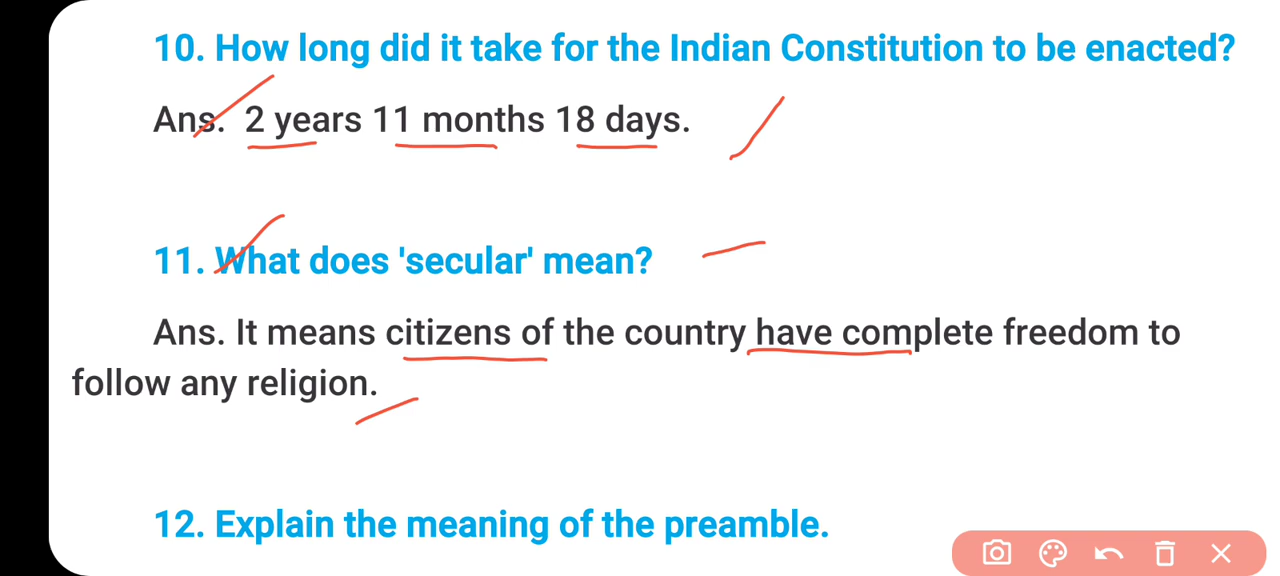 10. How long did it take for the Indian Constitution to be enacted?
Ans. 2 years 11 months 18 days.
11. What does 'secular' mean?
Ans. It means citizens of the country have complete freedom to
follow any religion.
12. Explain the meaning of the preamble.